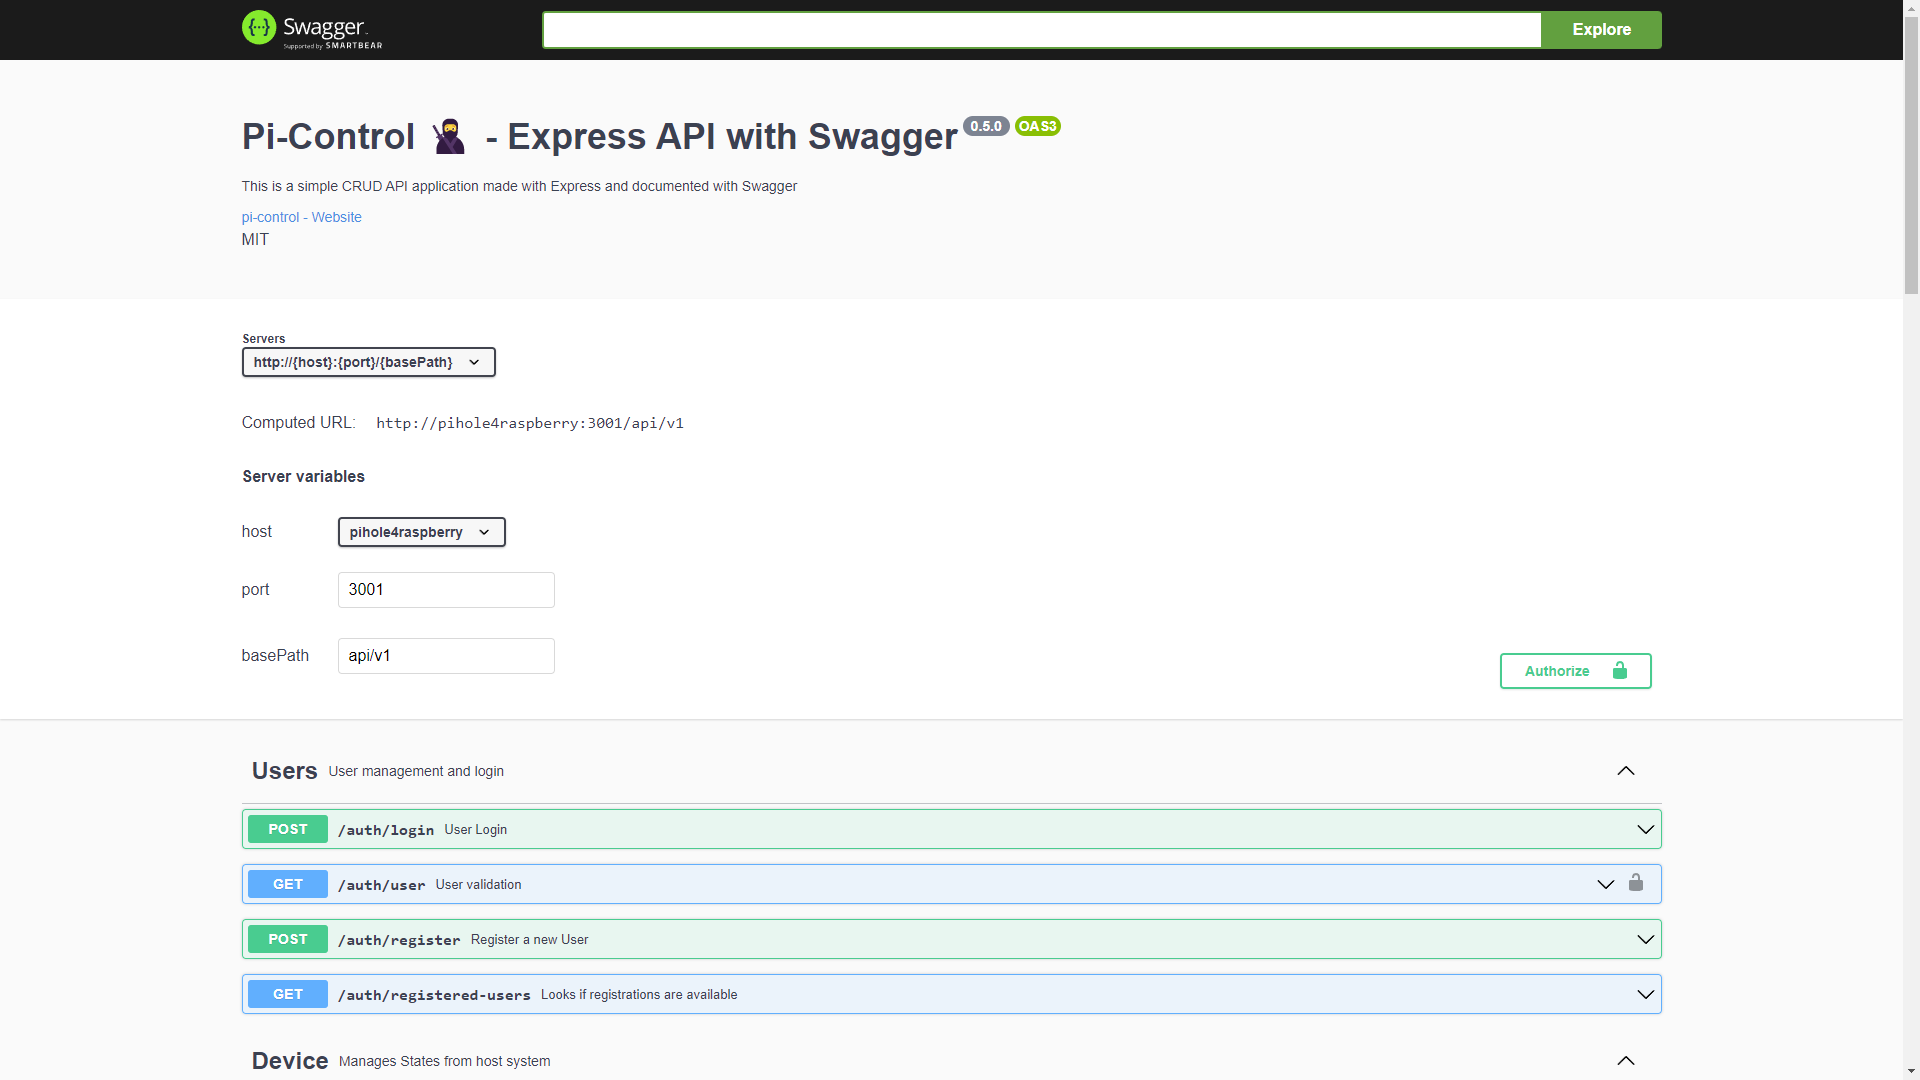 Swagger.
Supported by SMARTBEAR
Explore
Pi-Control 🥷 - Express API with Swagger 0.5.0 OAS3
This is a simple CRUD API application made with Express and documented with Swagger
pi-control - Website
MIT
Servers
http://{host}:{port}/{basePath}
Computed URL: http://pihole4raspberry:3001/api/v1
Server variables
host pihole4raspberry
port 3001
basePath api/v1
Authorize
Users User management and login
POST /auth/login User Login
GET /auth/user User validation
POST /auth/register Register a new User
GET /auth/registered-users Looks if registrations are available
Device Manages States from host system